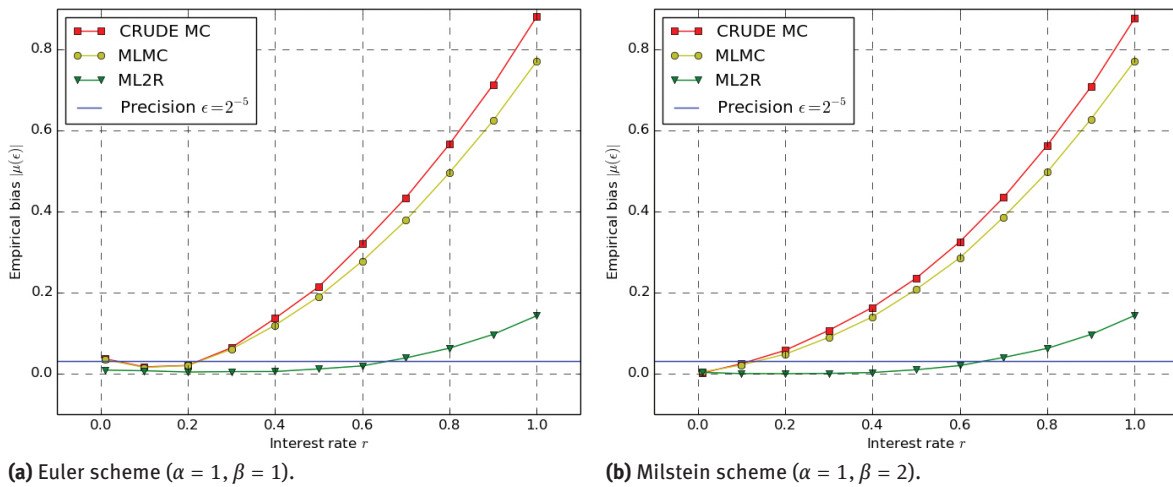 CRUDE MC
MLMC
ML2R
Precision ϵ=2⁻⁵
Empirical bias |μ(ϵ)|
0.8
0.6
0.4
0.2
0.0
0.0 0.2 0.4 0.6 0.8 1.0
Interest rate r
(a) Euler scheme (α = 1, β = 1).
CRUDE MC
MLMC
ML2R
Precision ϵ=2⁻⁵
Empirical bias |μ(ϵ)|
0.8
0.6
0.4
0.2
0.0
0.0 0.2 0.4 0.6 0.8 1.0
Interest rate r
(b) Milstein scheme (α = 1, β = 2).